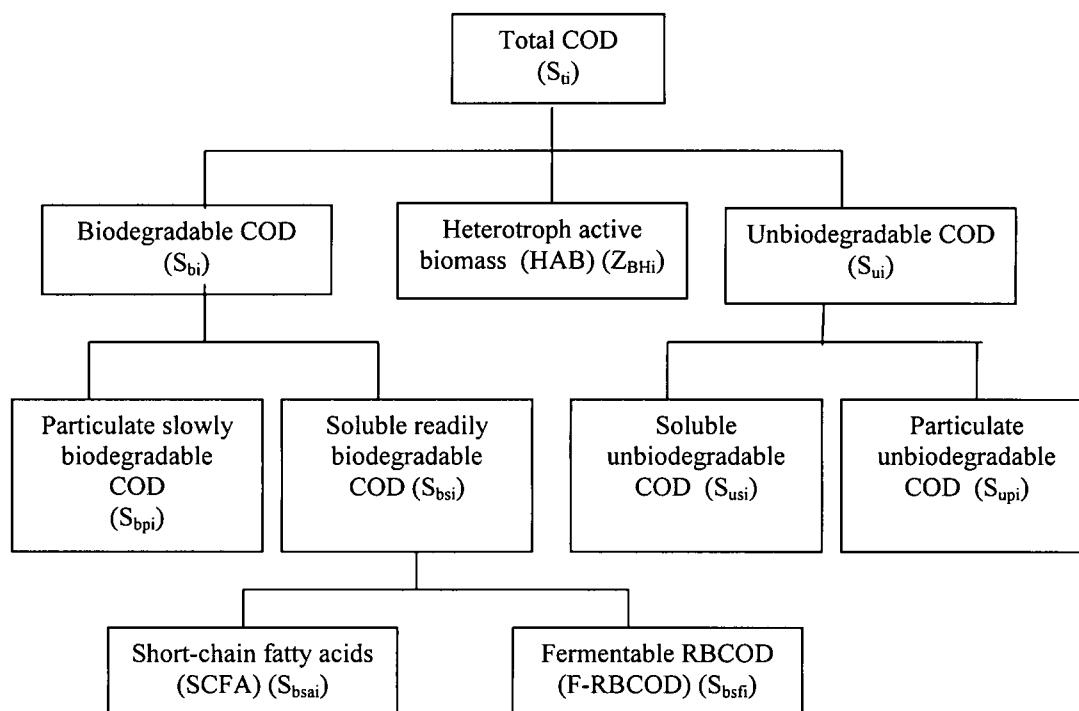 Total COD
(S_ti)
Biodegradable COD
(S_bi)
Heterotroph active
biomass (HAB) (Z_BHi)
Unbiodegradable COD
(S_ui)
Particulate slowly
biodegradable
COD
(S_bpi)
Soluble readily
biodegradable
COD (S_bsi)
Soluble
unbiodegradable
COD (S_usi)
Particulate
unbiodegradable
COD (S_upi)
Short-chain fatty acids
(SCFA) (S_bsai)
Fermentable RBCOD
(F-RBCOD) (S_bsfi)